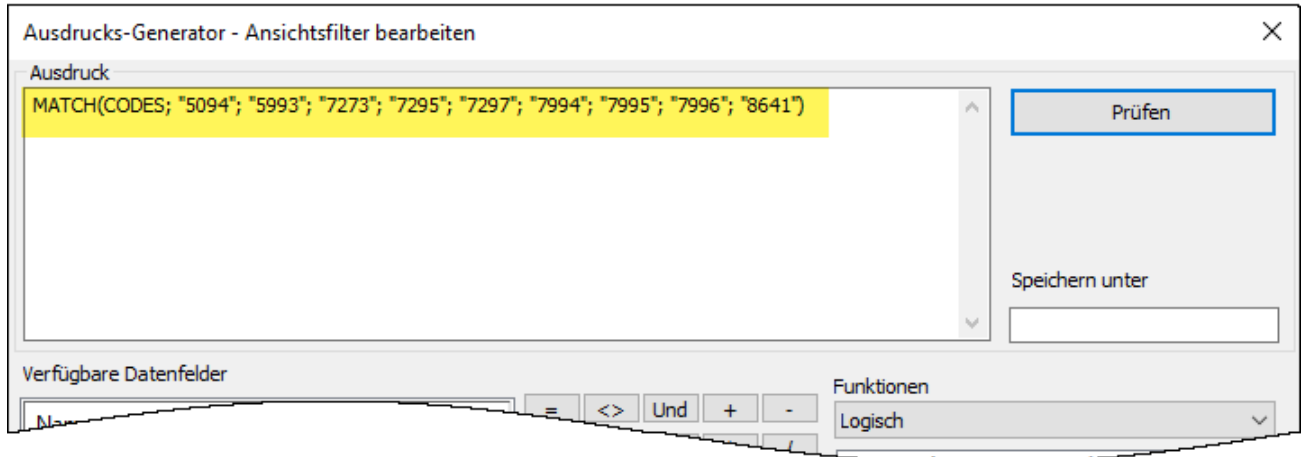 Ausdrucks-Generator - Ansichtsfilter bearbeiten
Ausdruck
MATCH(CODES; "5094"; "5993"; "7273"; "7295"; "7297"; "7994"; "7995"; "7996"; "8641")
Prüfen
Speichern unter
Verfügbare Datenfelder
= <> Und + -
Funktionen
Logisch